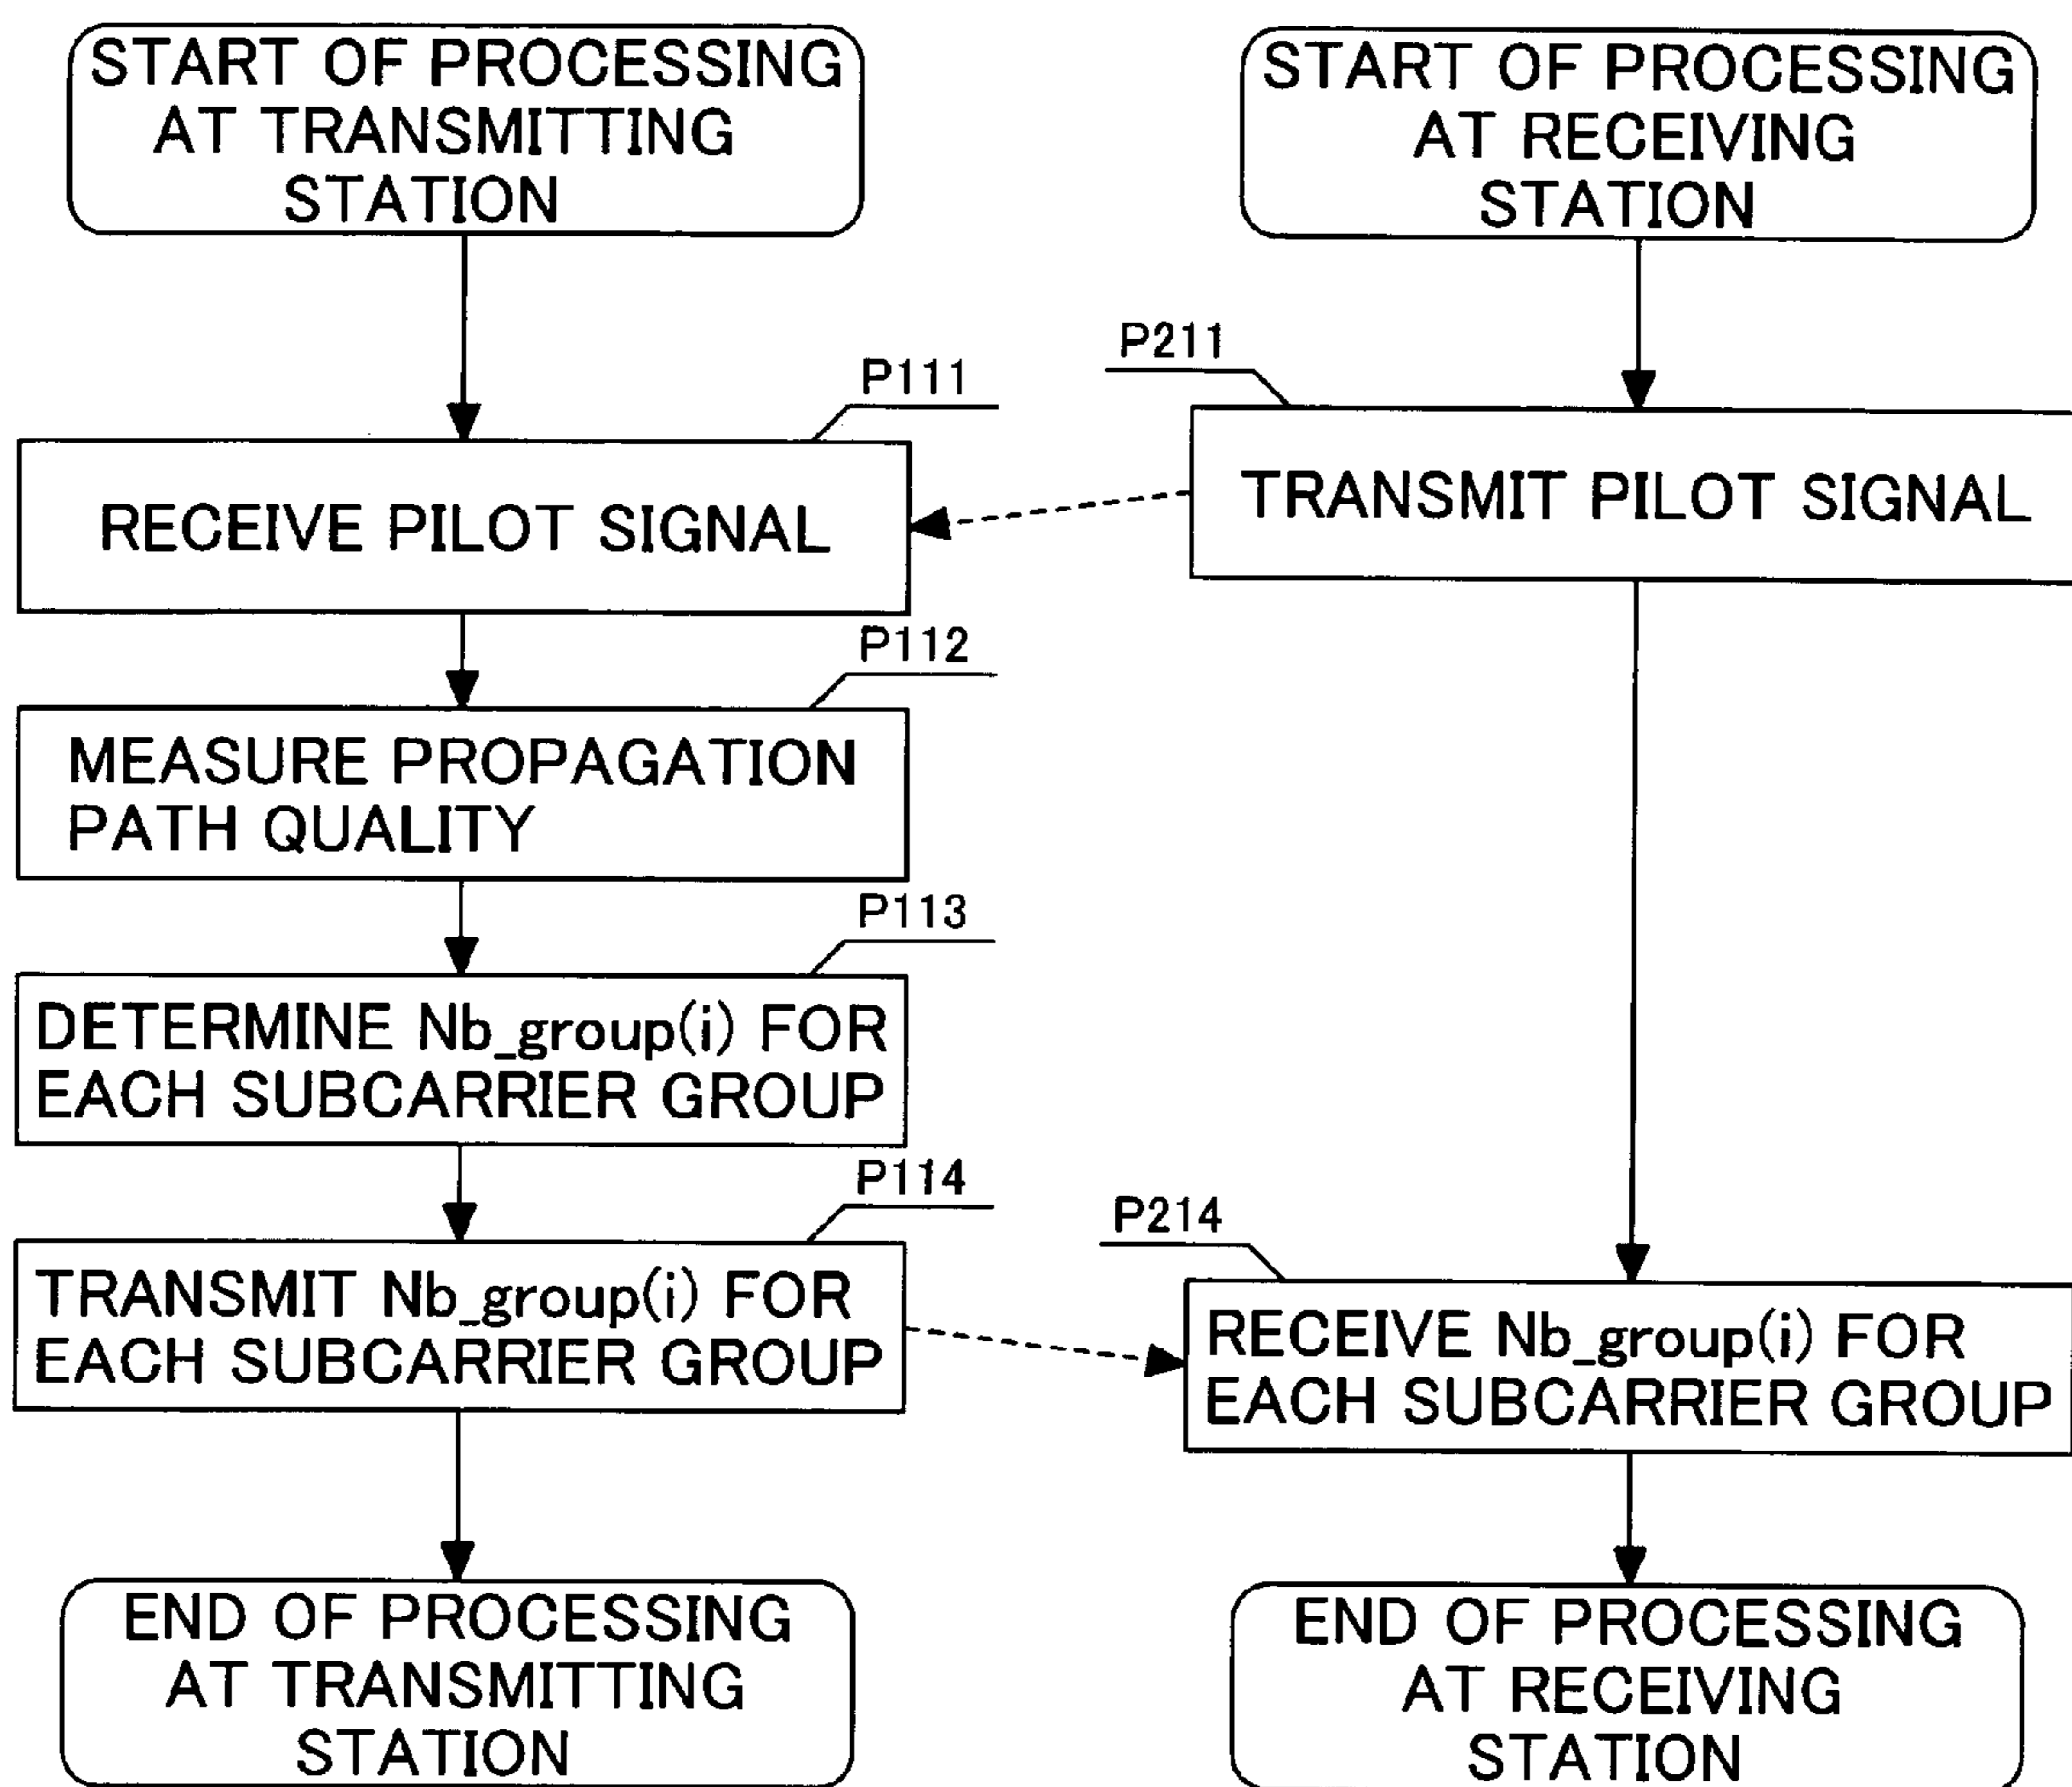 START OF PROCESSING
AT TRANSMITTING
STATION
START OF PROCESSING
AT RECEIVING
STATION
P211
TRANSMIT PILOT SIGNAL
P111
RECEIVE PILOT SIGNAL
P112
MEASURE PROPAGATION
PATH QUALITY
P113
DETERMINE Nb_group(i) FOR
EACH SUBCARRIER GROUP
P114
TRANSMIT Nb_group(i) FOR
EACH SUBCARRIER GROUP
P214
RECEIVE Nb_group(i) FOR
EACH SUBCARRIER GROUP
END OF PROCESSING
AT TRANSMITTING
STATION
END OF PROCESSING
AT RECEIVING
STATION